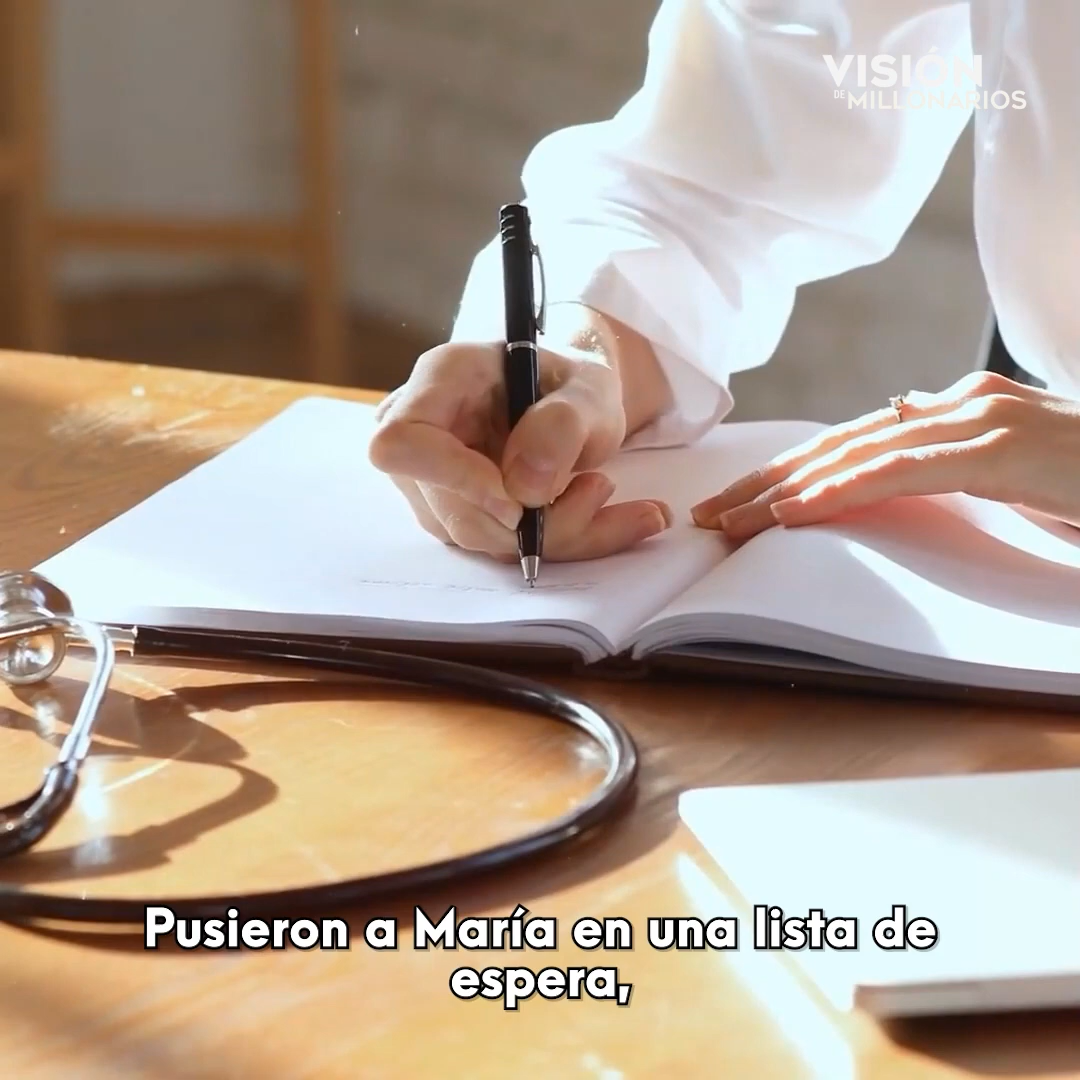 VISIÓN
DE MILLONARIOS
Pusieron a María en una lista de
espera,